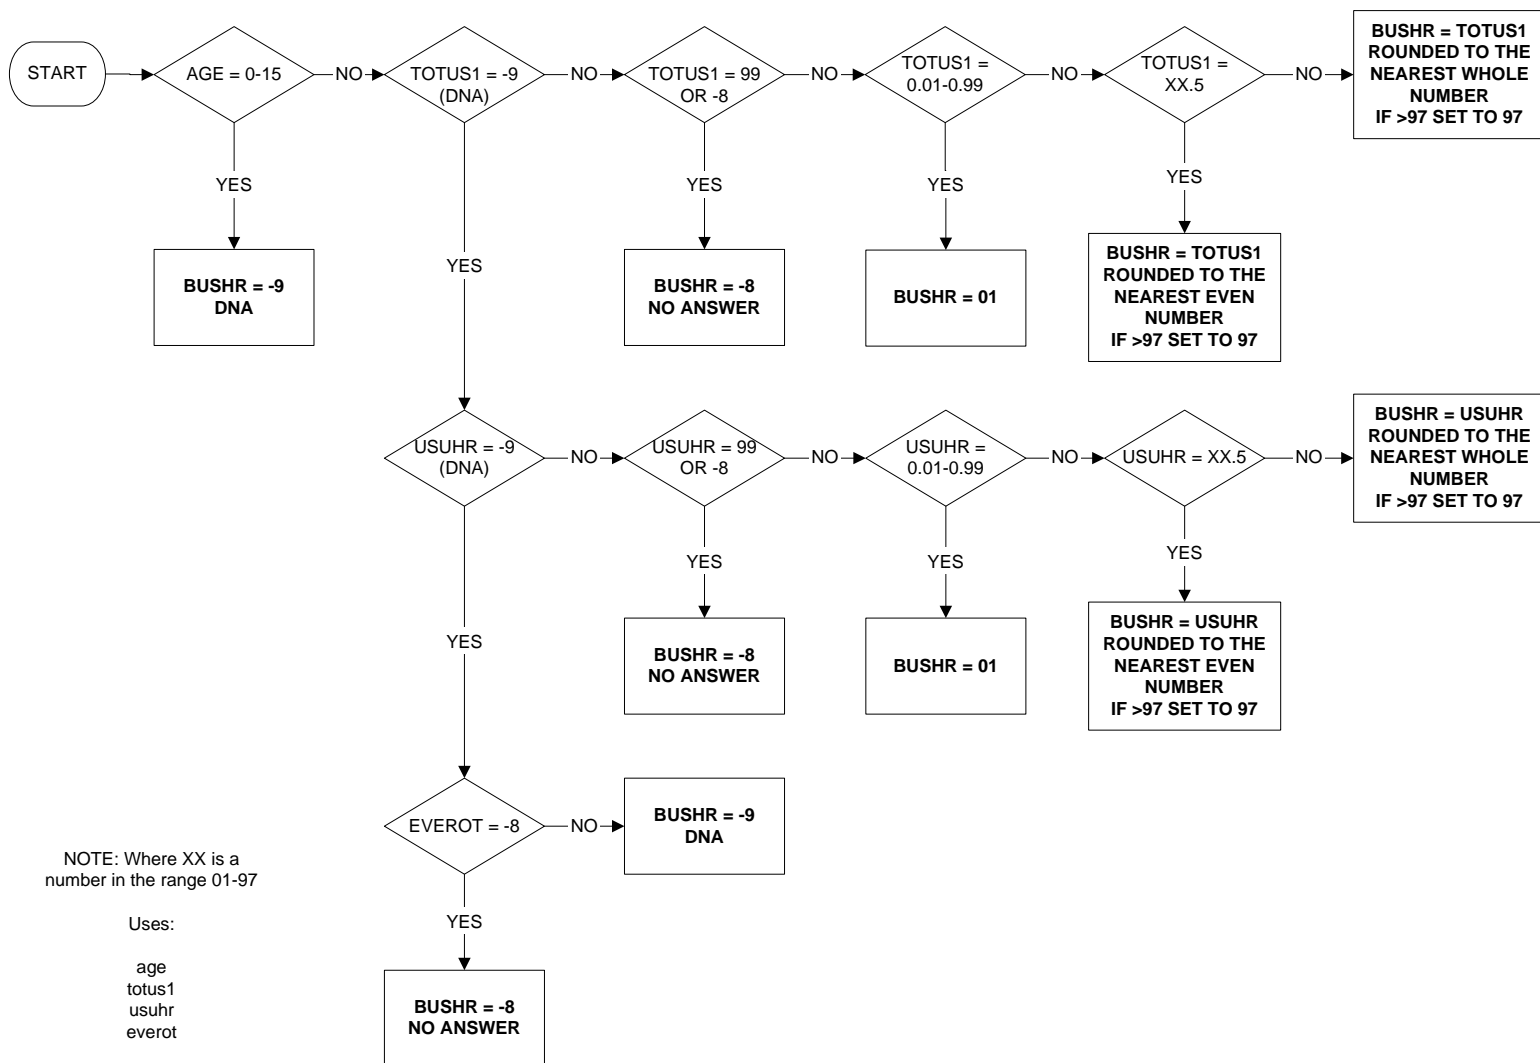 START
AGE = 0-15
NO
TOTUS1 = -9
(DNA)
NO
TOTUS1 = 99
OR -8
NO
TOTUS1 =
0.01-0.99
NO
TOTUS1 =
XX.5
NO
BUSHR = TOTUS1
ROUNDED TO THE
NEAREST WHOLE
NUMBER
IF >97 SET TO 97
YES
YES
YES
YES
YES
BUSHR = -9
DNA
BUSHR = -8
NO ANSWER
BUSHR = 01
BUSHR = TOTUS1
ROUNDED TO THE
NEAREST EVEN
NUMBER
IF >97 SET TO 97
USUHR = -9
(DNA)
NO
USUHR = 99
OR -8
NO
USUHR =
0.01-0.99
NO
USUHR = XX.5
NO
BUSHR = USUHR
ROUNDED TO THE
NEAREST WHOLE
NUMBER
IF >97 SET TO 97
YES
YES
YES
YES
BUSHR = -8
NO ANSWER
BUSHR = 01
BUSHR = USUHR
ROUNDED TO THE
NEAREST EVEN
NUMBER
IF >97 SET TO 97
EVEROT = -8
NO
BUSHR = -9
DNA
YES
BUSHR = -8
NO ANSWER
NOTE: Where XX is a
number in the range 01-97
Uses:
age
totus1
usuhr
everot